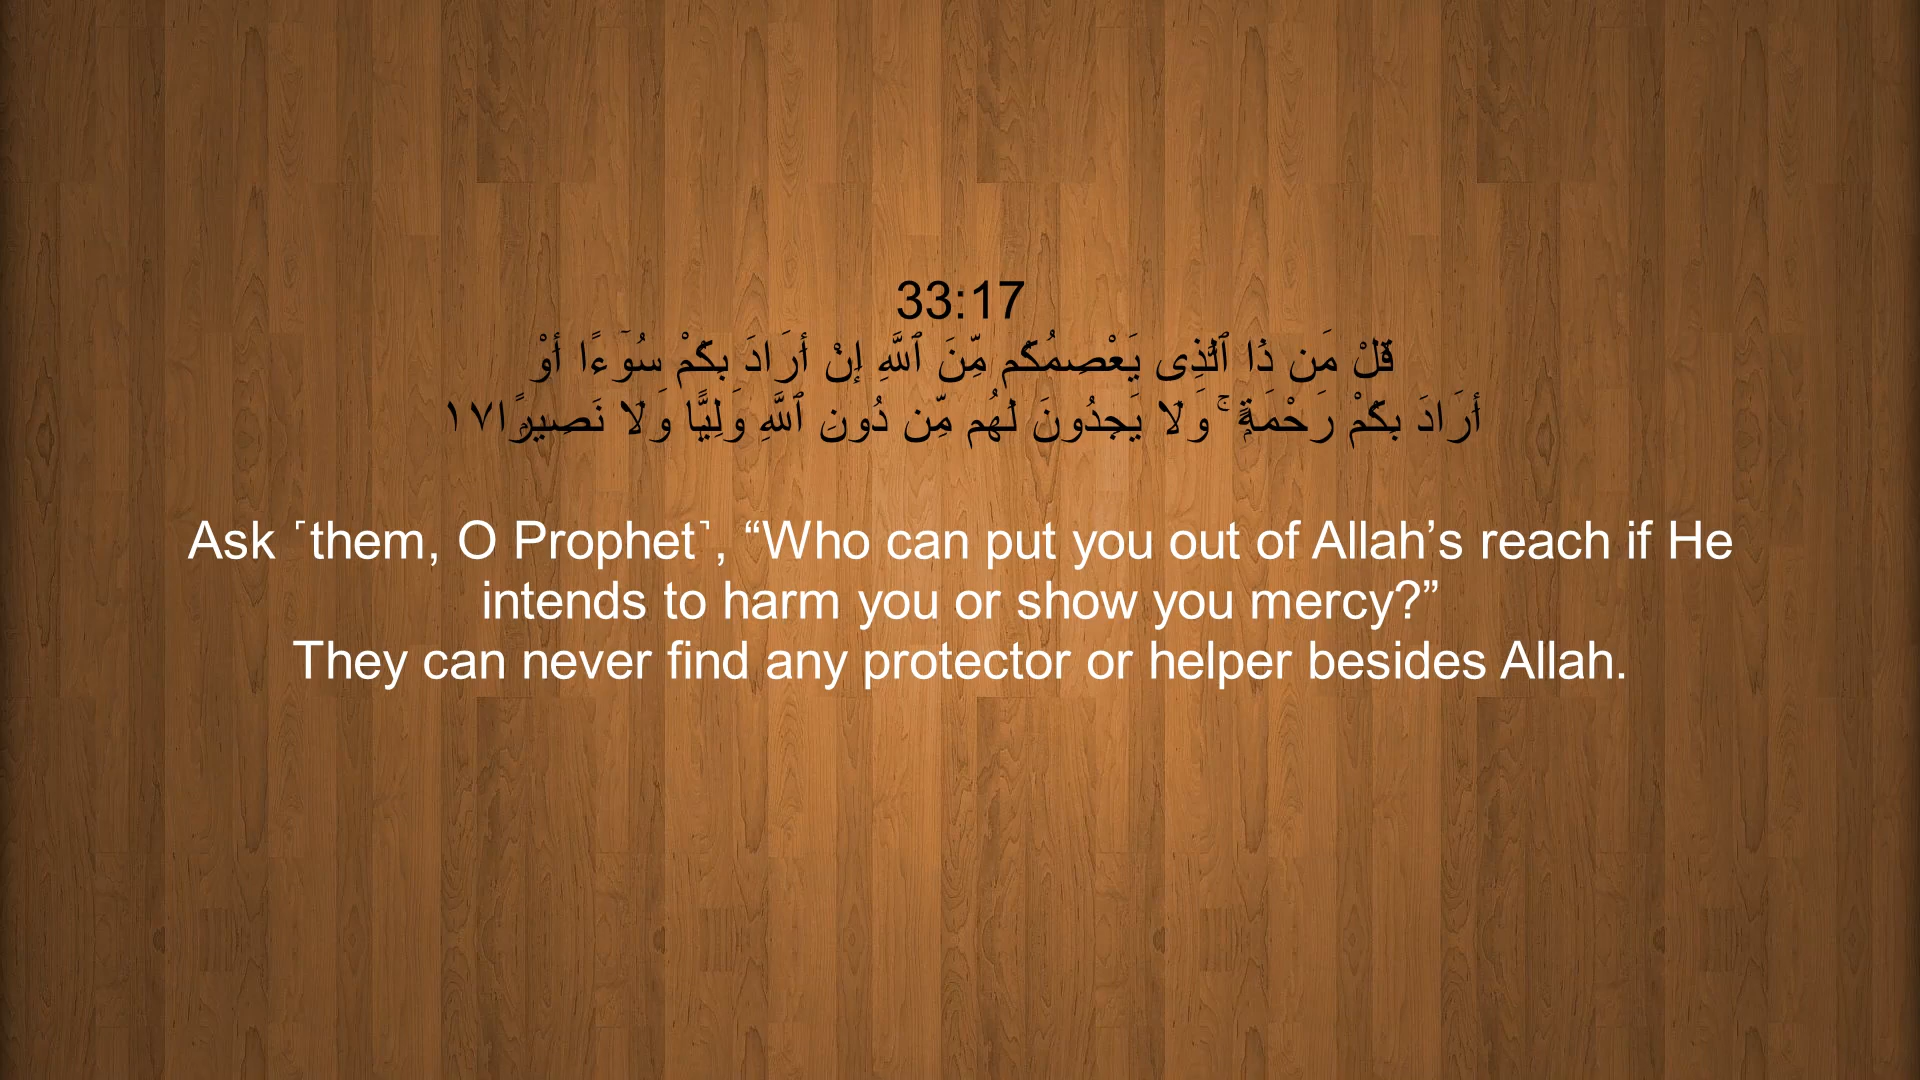 33:17
قُلْ مَن ذَا ٱلَّذِى يَعْصِمُكُم مِّنَ ٱللَّهِ إِنْ أَرَادَ بِكُمْ سُوٓءًا أَوْ
أَرَادَ بِكُمْ رَحْمَةًۭ ۚ وَلَا يَجِدُونَ لَهُم مِّن دُونِ ٱللَّهِ وَلِيًّۭا وَلَا نَصِيرًۭا ١٧
Ask ˹them, O Prophet˺, “Who can put you out of Allah’s reach if He
intends to harm you or show you mercy?”
They can never find any protector or helper besides Allah.